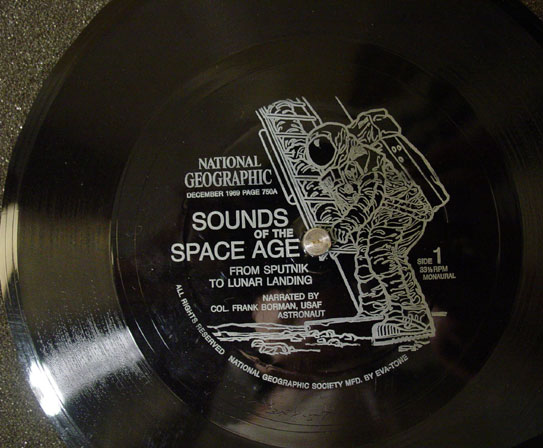 NATIONAL
GEOGRAPHIC
DECEMBER 1969 PAGE 750A
SOUNDS
OF THE
SPACE AGE
FROM SPUTNIK
TO LUNAR LANDING
NARRATED BY
COL. FRANK BORMAN, USAF
ASTRONAUT
SIDE 1
33⅓ RPM
MONAURAL
ALL RIGHTS RESERVED NATIONAL GEOGRAPHIC SOCIETY MFD. BY EVA-TONE